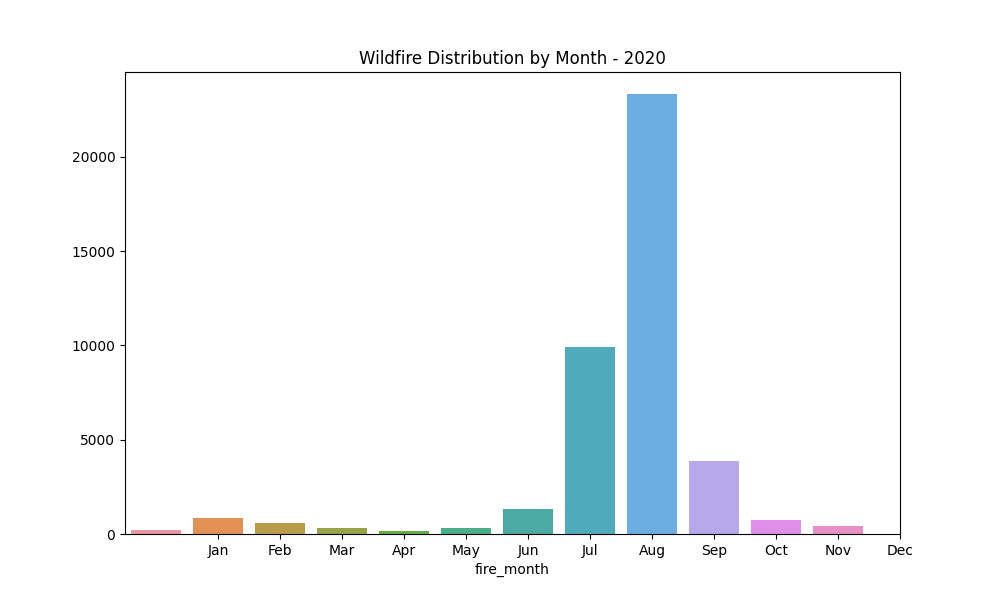 Wildfire Distribution by Month - 2020
20000
15000
10000
5000
0
Jan Feb Mar Apr May Jun Jul Aug Sep Oct Nov Dec
fire_month